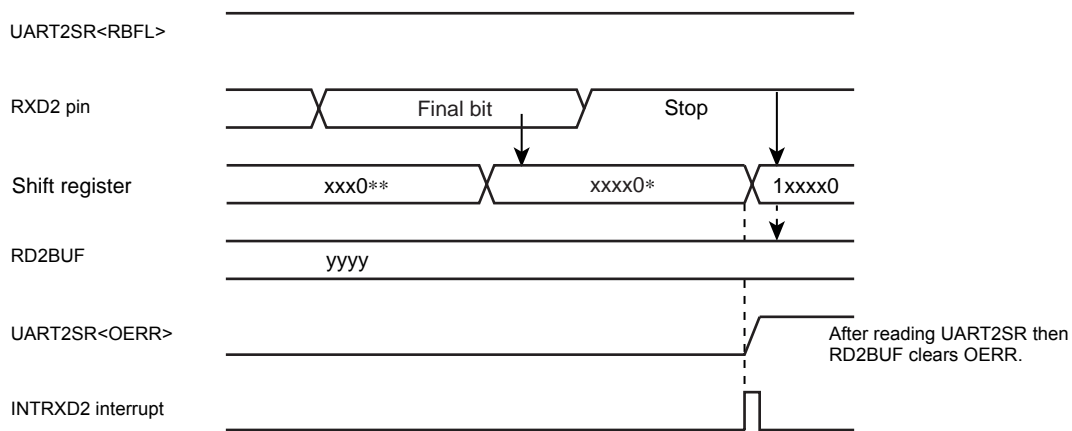 UART2SR<RBFL>
RXD2 pin
Final bit
Stop
Shift register
xxx0**
xxxx0*
1xxxx0
RD2BUF
yyyy
UART2SR<OERR>
After reading UART2SR then
RD2BUF clears OERR.
INTRXD2 interrupt